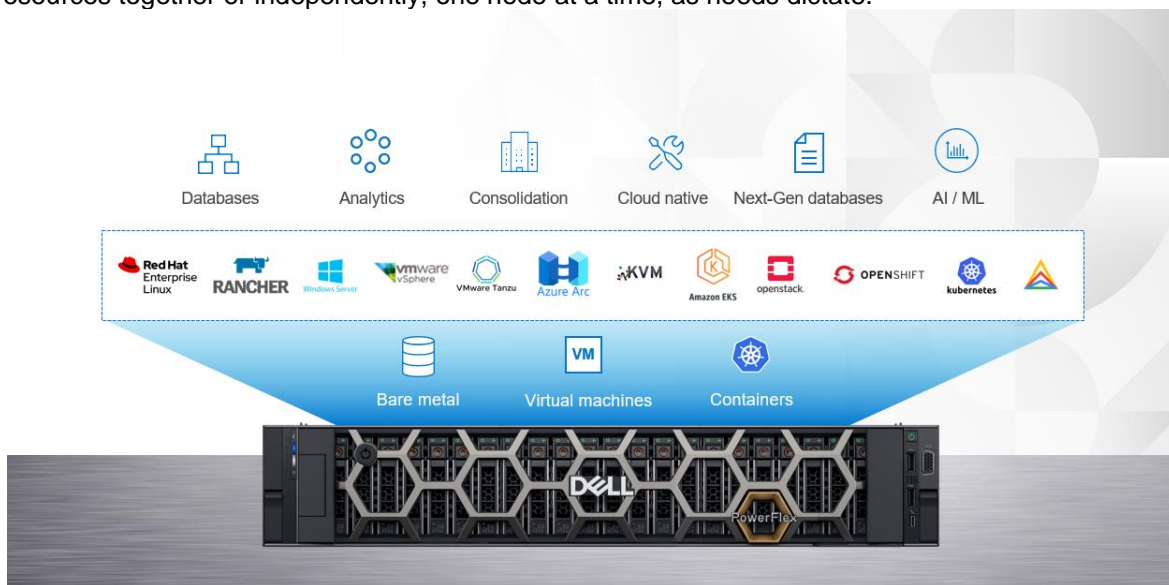 esources together or independently, one node at a time, as needs dictate.
Databases
Analytics
Consolidation
Cloud native
Next-Gen databases
AI / ML
Red Hat
Enterprise
Linux
RANCHER
Windows Server
vmware
vSphere
VMware Tanzu
Azure Arc
KVM
Amazon EKS
openstack.
OPENSHIFT
kubernetes
VM
Bare metal
Virtual machines
Containers
DELL
PowerFlex